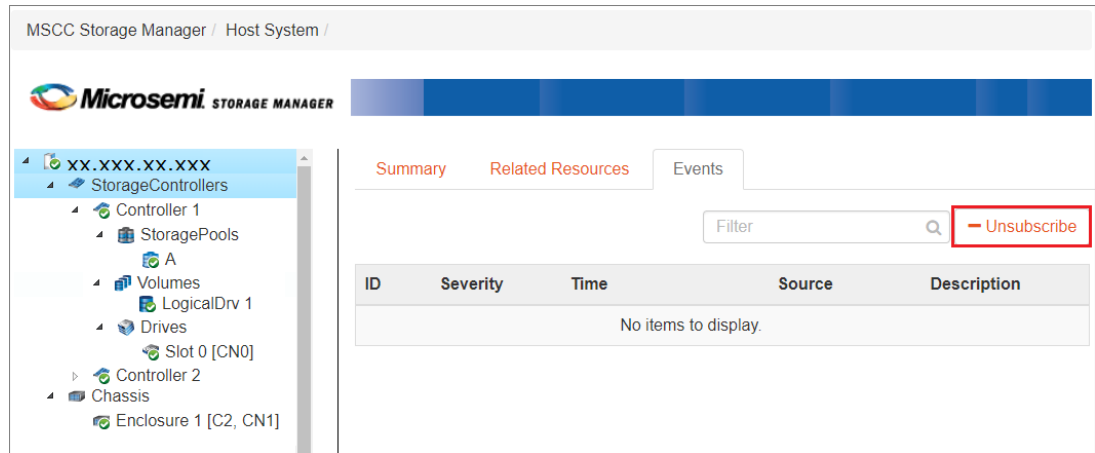 MSCC Storage Manager / Host System /
Microsemi. STORAGE MANAGER
xx.xxx.xx.xxx
StorageControllers
Controller 1
StoragePools
A
Volumes
LogicalDrv 1
Drives
Slot 0 [CN0]
Controller 2
Chassis
Enclosure 1 [C2, CN1]
Summary Related Resources Events
Filter Unsubscribe
ID Severity Time Source Description
No items to display.